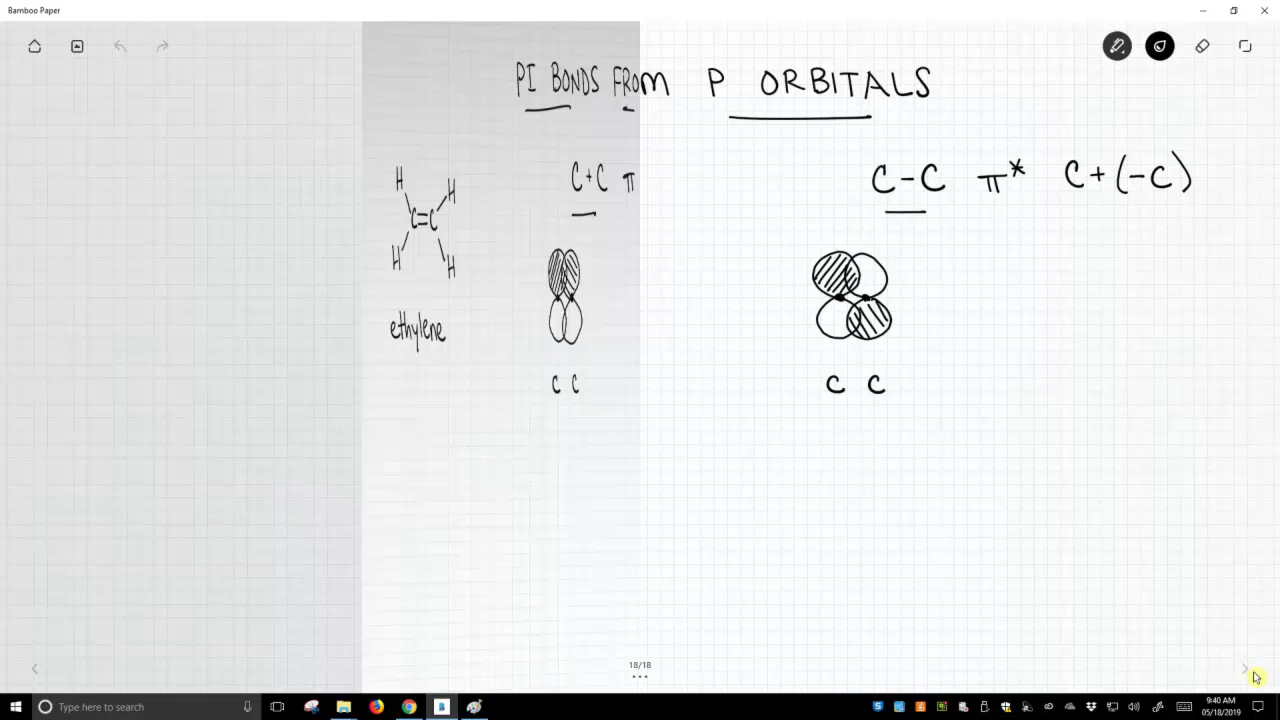 Bamboo Paper
PI BONDS FROM P ORBITALS
C+C π
C-C π* C+(-C)
H
H
C=C
H
H
ethylene
C C
C C
18/18
Type here to search
9:40 AM
05/18/2019